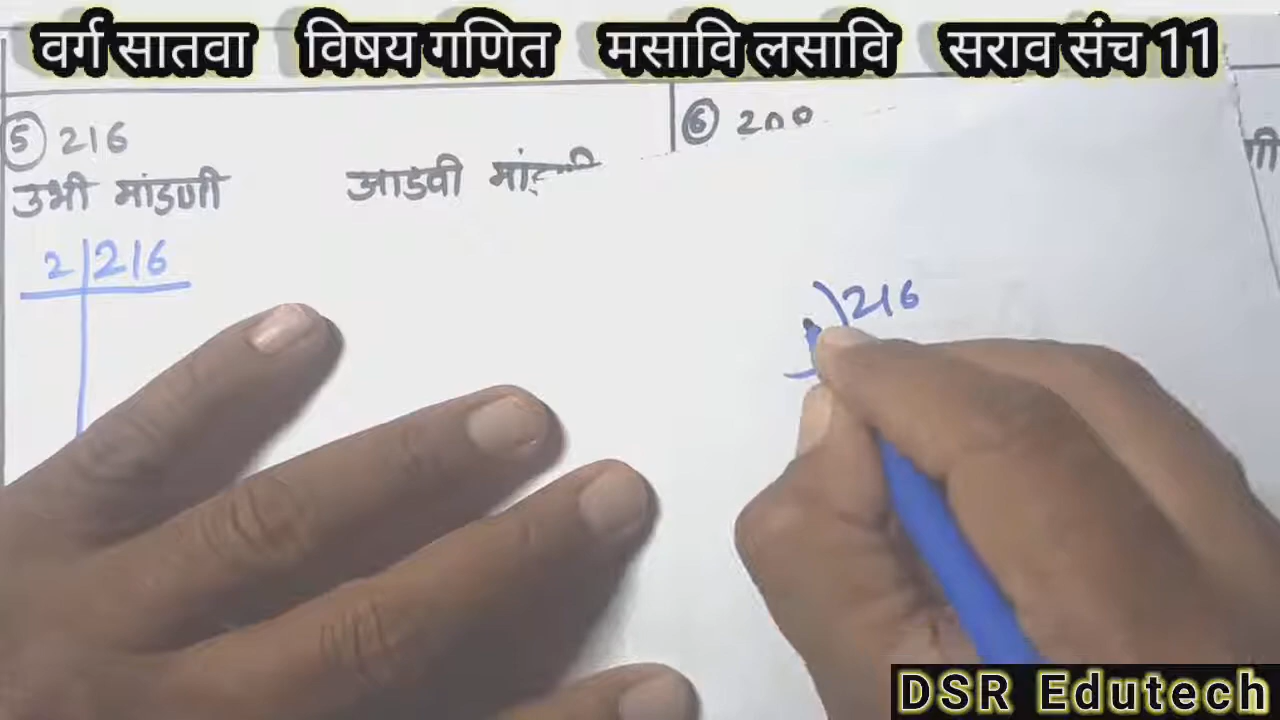 वर्ग सातवा विषय गणित मसावि लसावि सराव संच 11
5 216
उभी मांडणी आडवी
2 216
6
216
DSR Edutech